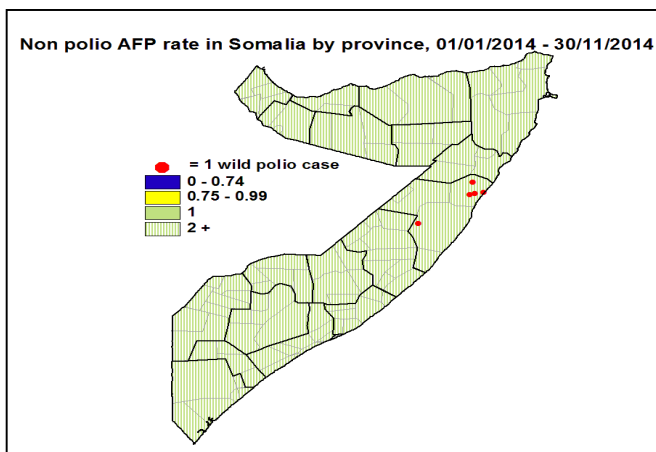 Non polio AFP rate in Somalia by province, 01/01/2014 - 30/11/2014
= 1 wild polio case
0 - 0.74
0.75 - 0.99
1
2 +